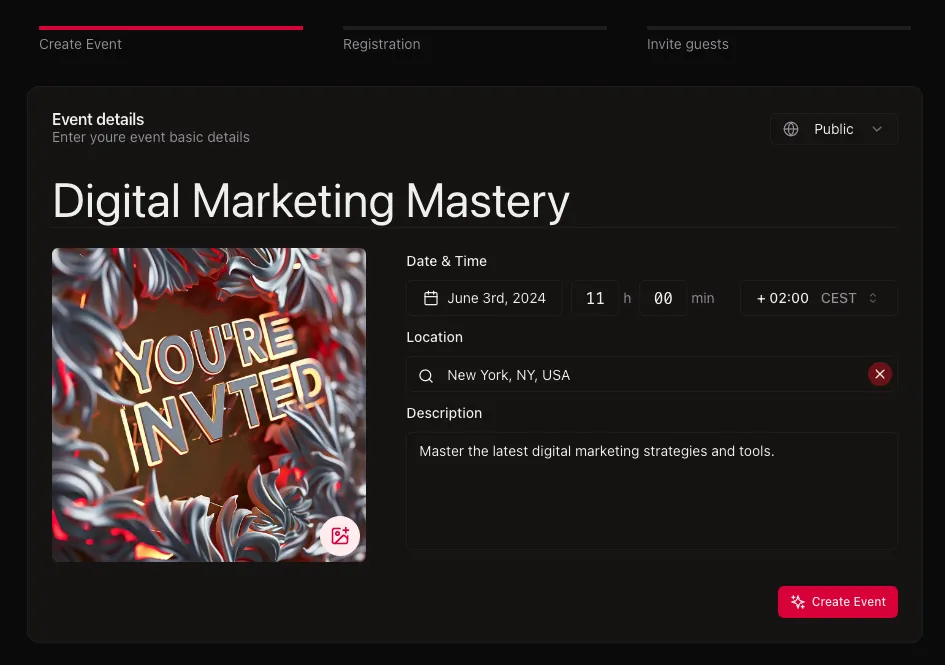 Create Event
Registration
Invite guests
Event details
Enter youre event basic details
Public
Digital Marketing Mastery
YOU'RE
INVTED
Date & Time
June 3rd, 2024 11 h 00 min + 02:00 CEST
Location
New York, NY, USA
Description
Master the latest digital marketing strategies and tools.
Create Event